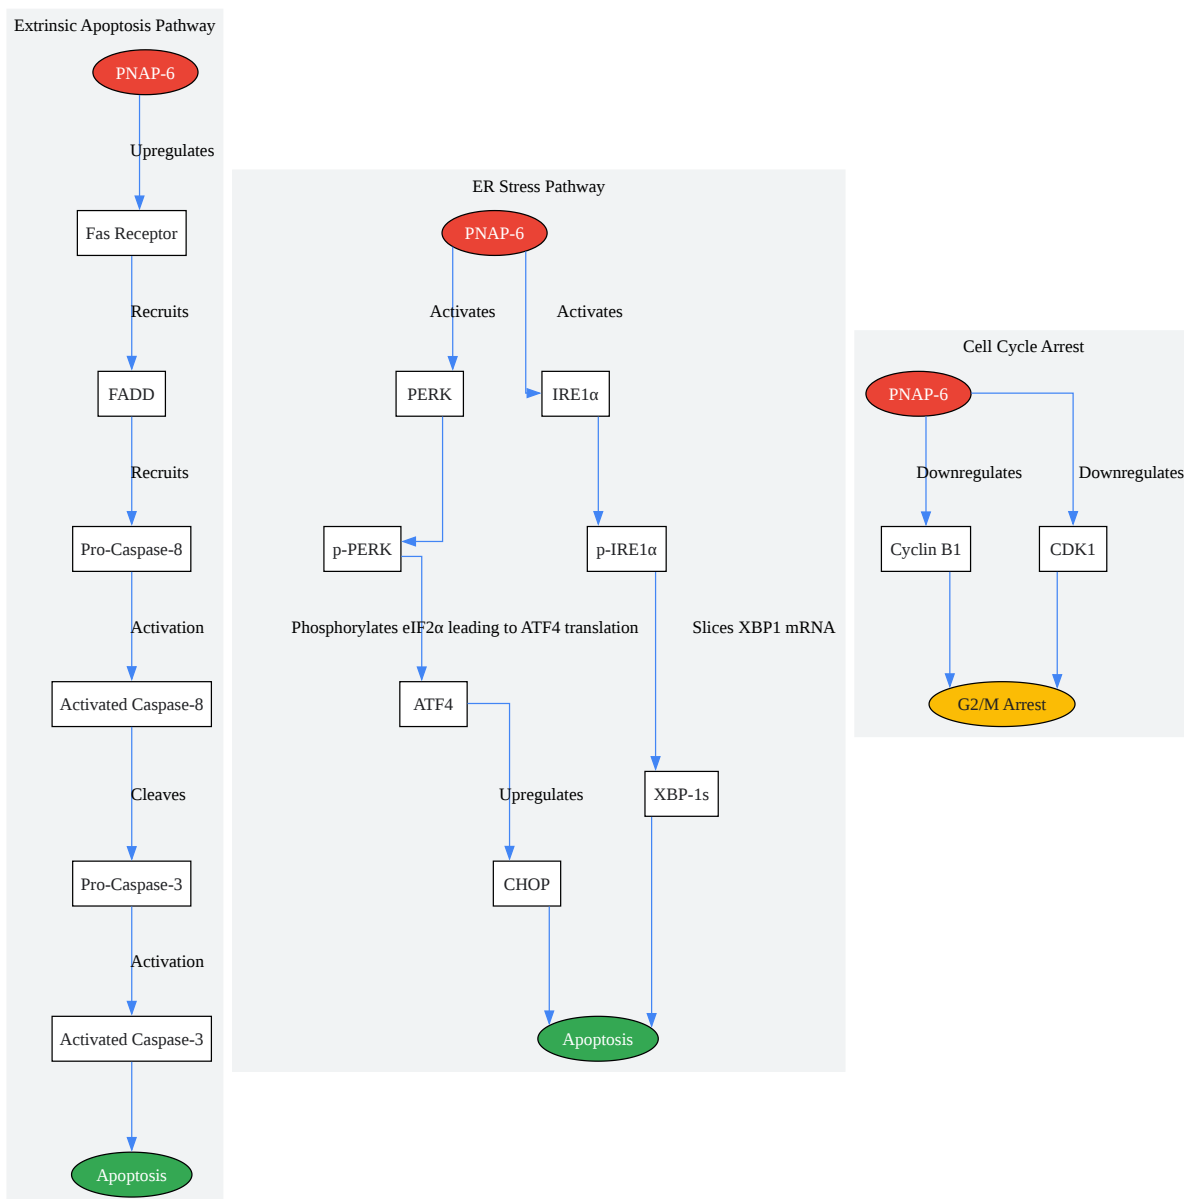 Extrinsic Apoptosis Pathway
PNAP-6
Upregulates
Fas Receptor
Recruits
FADD
Recruits
Pro-Caspase-8
Activation
Activated Caspase-8
Cleaves
Pro-Caspase-3
Activation
Activated Caspase-3
Apoptosis
ER Stress Pathway
PNAP-6
Activates
Activates
PERK
IRE1α
p-PERK
p-IRE1α
Phosphorylates eIF2α leading to ATF4 translation
Slices XBP1 mRNA
ATF4
Upregulates
XBP-1s
CHOP
Apoptosis
Cell Cycle Arrest
PNAP-6
Downregulates
Downregulates
Cyclin B1
CDK1
G2/M Arrest